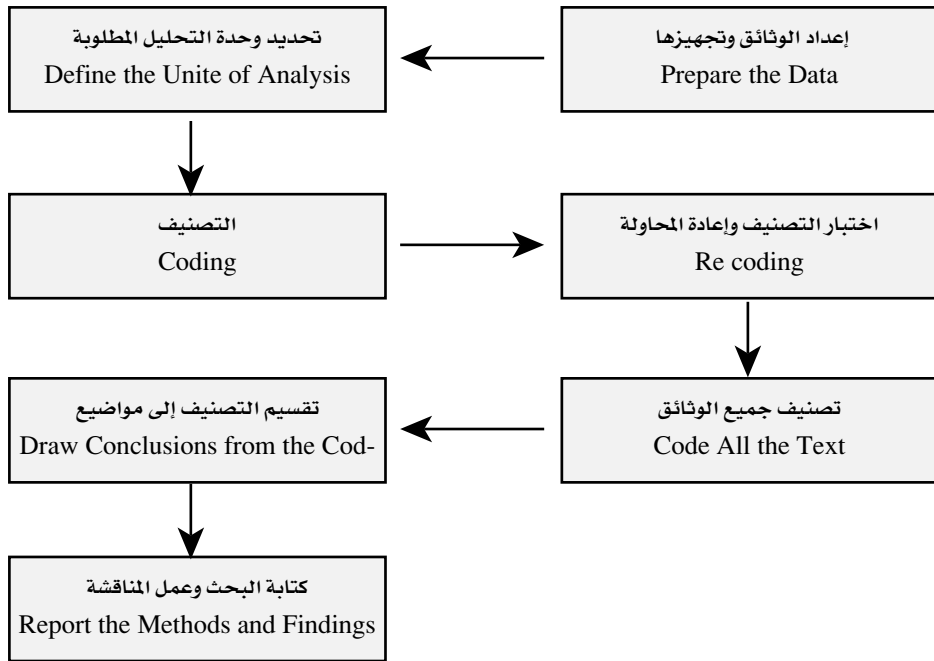 إعداد الوثائق وتجهيزها
Prepare the Data
تحديد وحدة التحليل المطلوبة
Define the Unite of Analysis
التصنيف
Coding
اختبار التصنيف وإعادة المحاولة
Re coding
تصنيف جميع الوثائق
Code All the Text
تقسيم التصنيف إلى مواضيع
Draw Conclusions from the Cod-
كتابة البحث وعمل المناقشة
Report the Methods and Findings